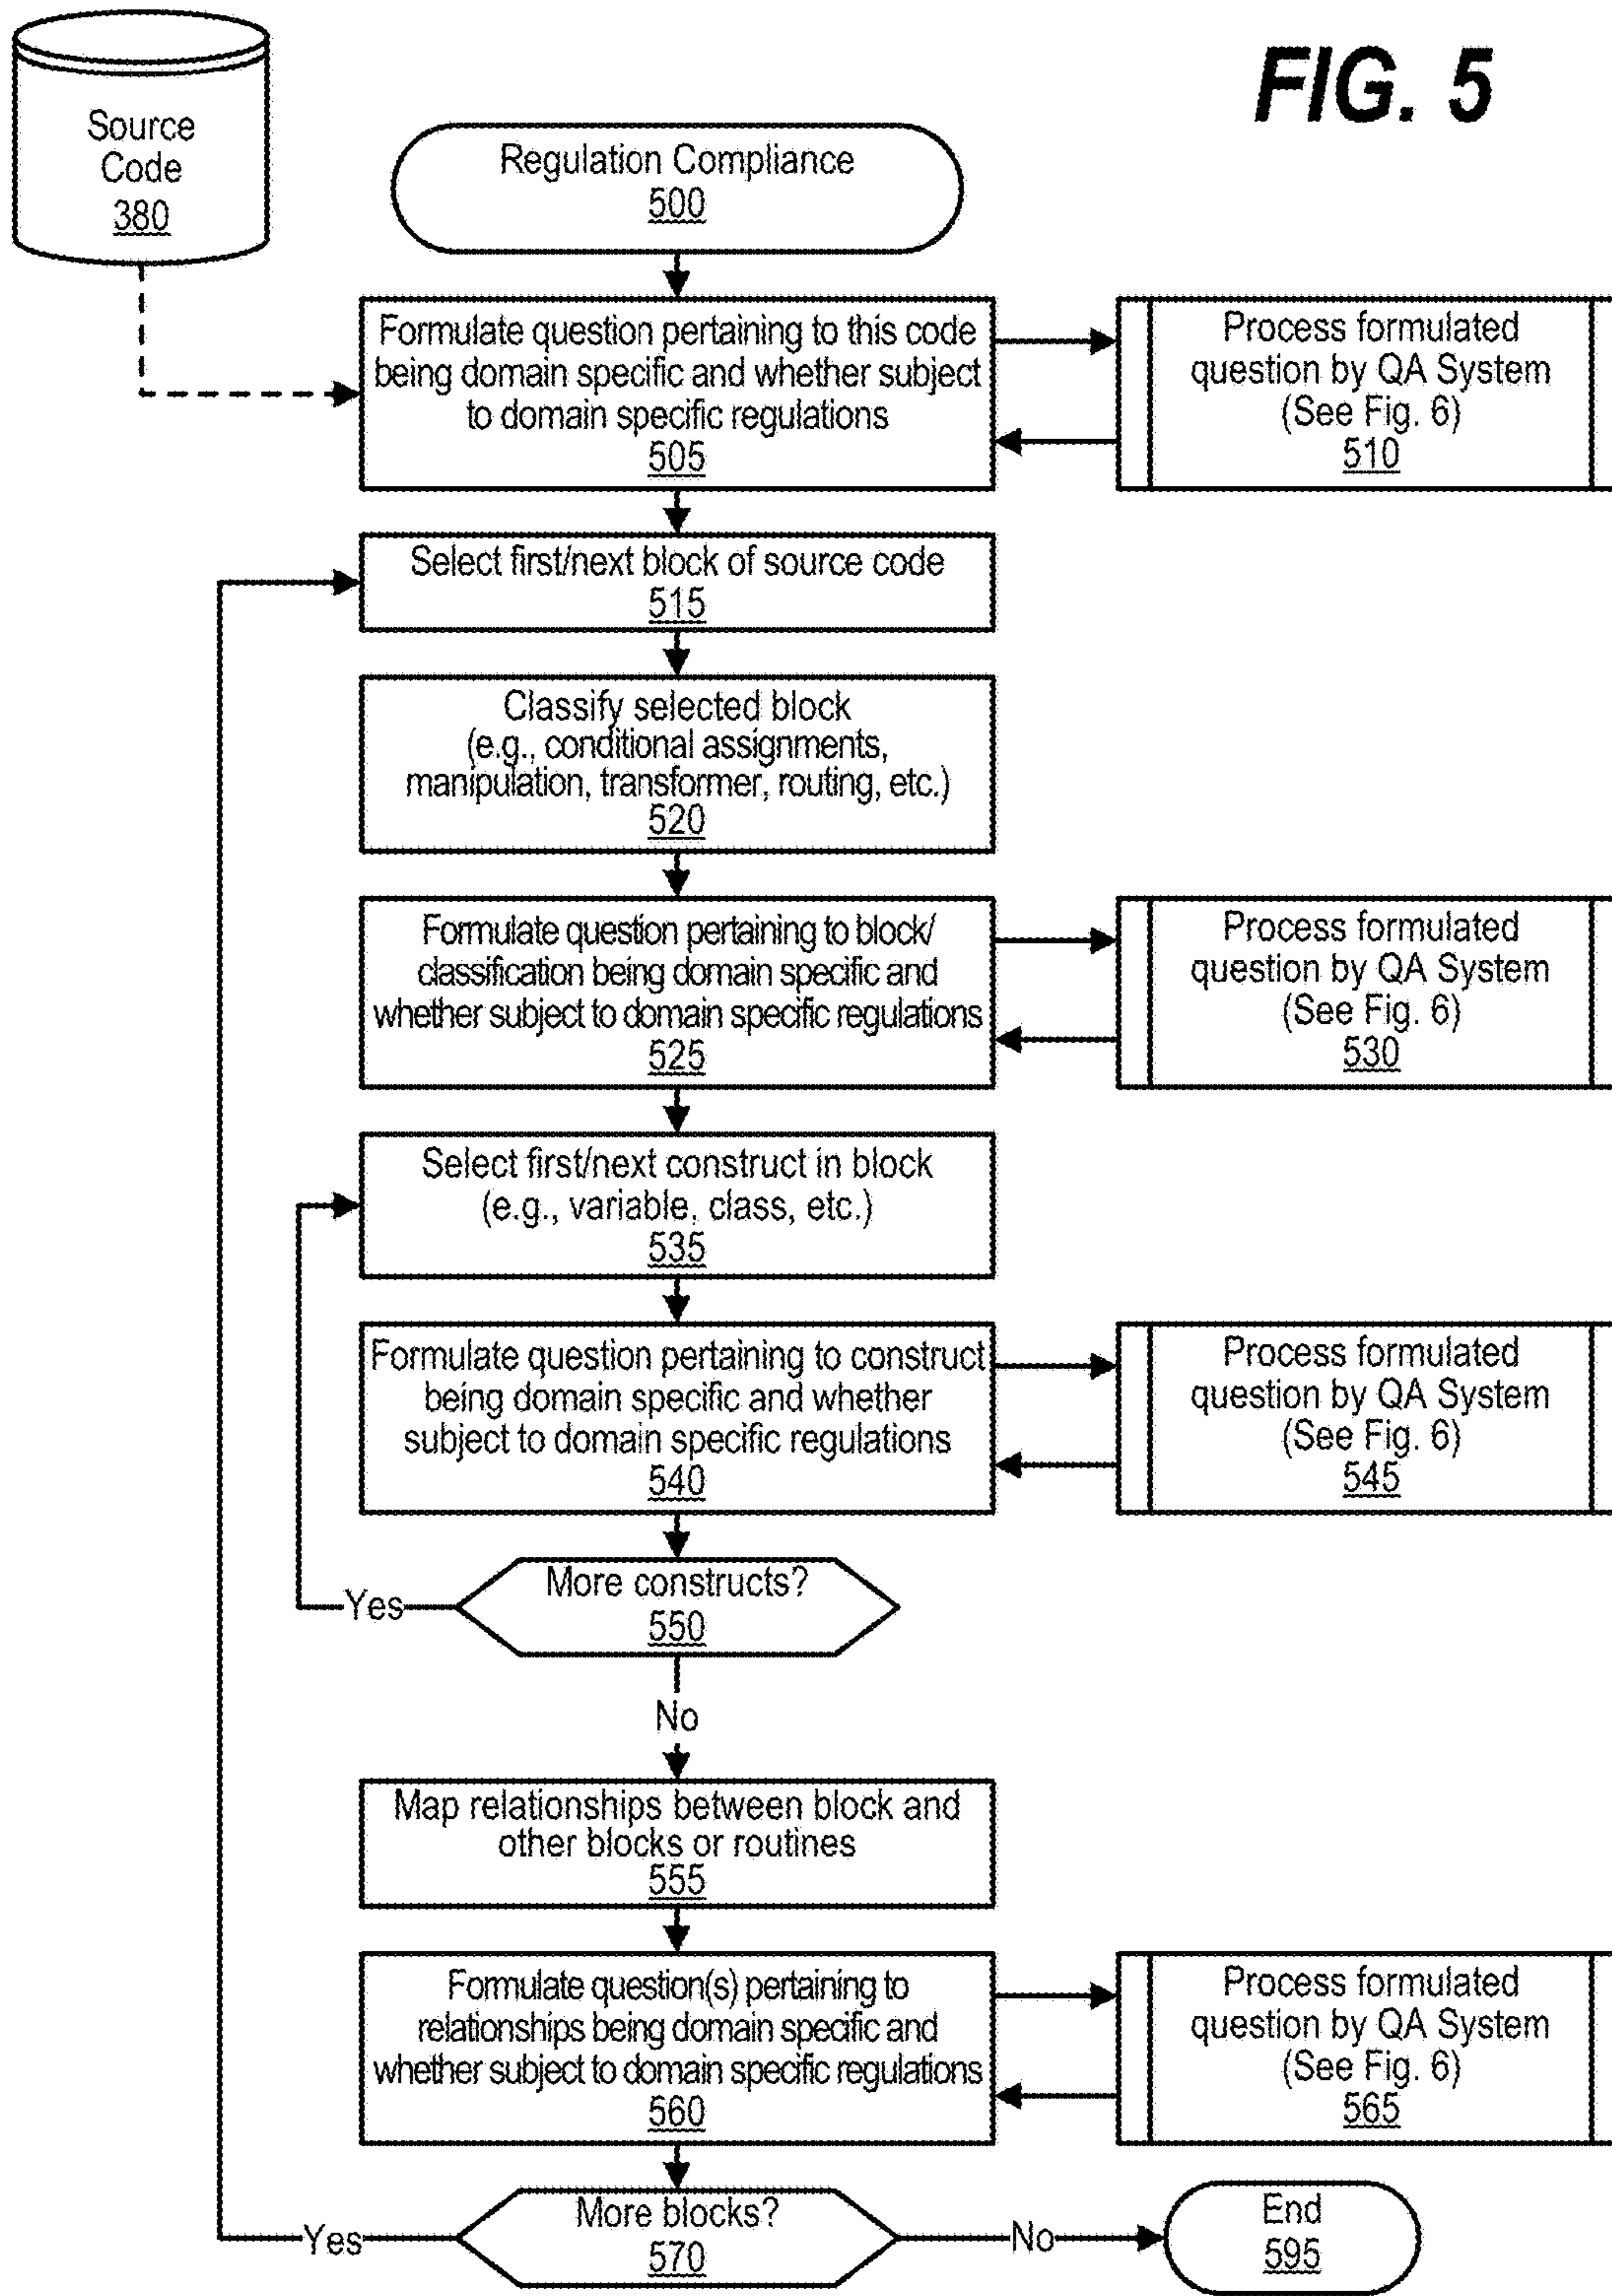 FIG. 5
Source
Code
380
Regulation Compliance
500
Formulate question pertaining to this code
being domain specific and whether subject
to domain specific regulations
505
Process formulated
question by QA System
(See Fig. 6)
510
Select first/next block of source code
515
Classify selected block
(e.g., conditional assignments,
manipulation, transformer, routing, etc.)
520
Formulate question pertaining to block/
classification being domain specific and
whether subject to domain specific regulations
525
Process formulated
question by QA System
(See Fig. 6)
530
Select first/next construct in block
(e.g., variable, class, etc.)
535
Formulate question pertaining to construct
being domain specific and whether
subject to domain specific regulations
540
Process formulated
question by QA System
(See Fig. 6)
545
More constructs?
550
Yes
No
Map relationships between block and
other blocks or routines
555
Formulate question(s) pertaining to
relationships being domain specific and
whether subject to domain specific regulations
560
Process formulated
question by QA System
(See Fig. 6)
565
More blocks?
570
Yes
No
End
595